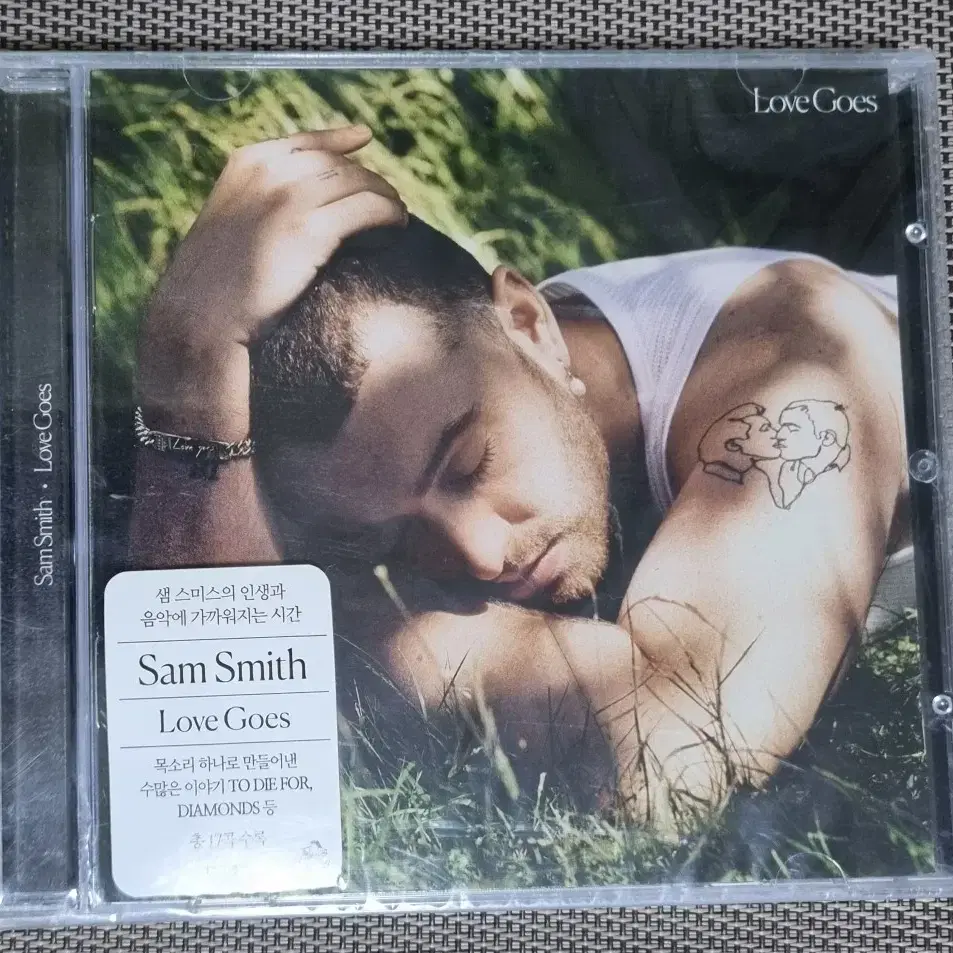 Love Goes
Sam Smith • Love Goes
샘 스미스의 인생과
음악에 가까워지는 시간
Sam Smith
Love Goes
목소리 하나로 만들어낸
수많은 이야기 TO DIE FOR,
DIAMONDS 등
총 17곡 수록